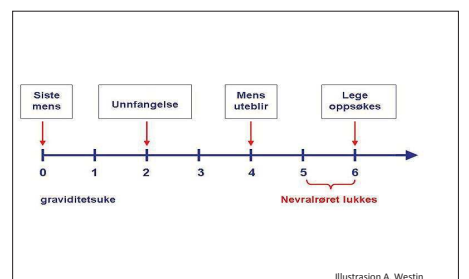 Siste
mens
Unnfangelse
Mens
uteblir
Lege
oppsøkes
0 1 2 3 4 5 6
graviditetsuke
Nevralrøret lukkes
Illustrasjon A. Westin